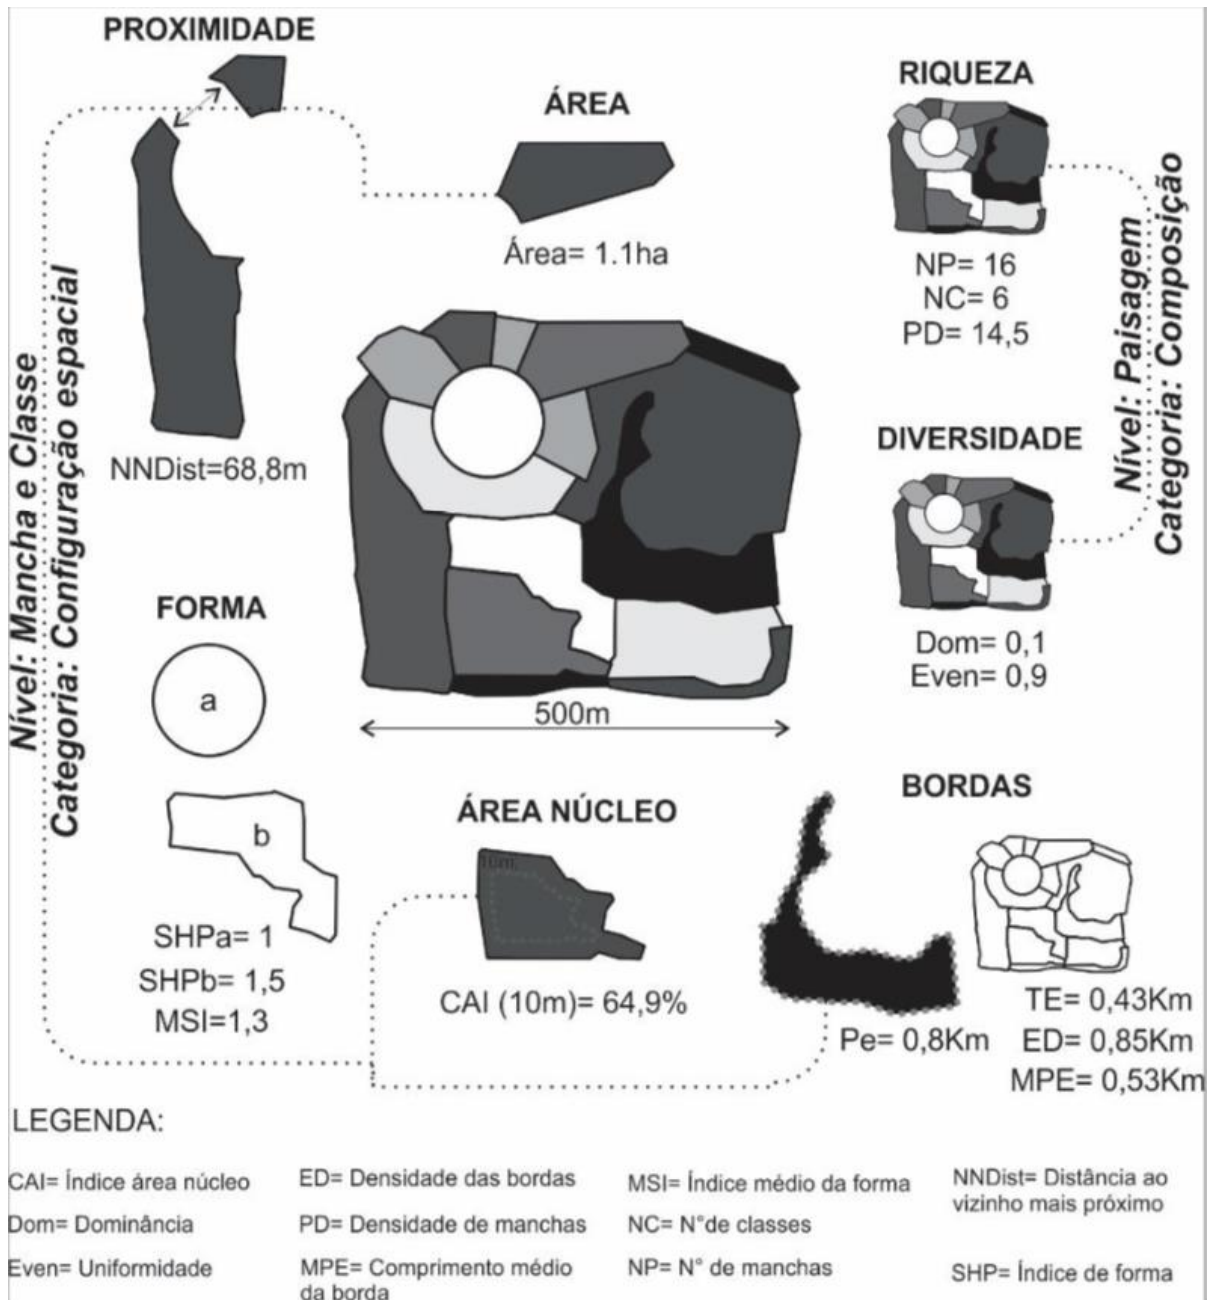 PROXIMIDADE
NNDist=68,8m
ÁREA
Área= 1.1ha
RIQUEZA
NP= 16
NC= 6
PD= 14,5
DIVERSIDADE
Dom= 0,1
Even= 0,9
Nível: Paisagem
Categoria: Composição
Nível: Mancha e Classe
Categoria: Configuração espacial
500m
FORMA
a
b
SHPa= 1
SHPb= 1,5
MSI=1,3
ÁREA NÚCLEO
10m
CAI (10m)= 64,9%
BORDAS
Pe= 0,8Km
TE= 0,43Km
ED= 0,85Km
MPE= 0,53Km
LEGENDA:
CAI= Índice área núcleo
Dom= Dominância
Even= Uniformidade
ED= Densidade das bordas
PD= Densidade de manchas
MPE= Comprimento médio
da borda
MSI= Índice médio da forma
NC= N°de classes
NP= N° de manchas
NNDist= Distância ao
vizinho mais próximo
SHP= Índice de forma